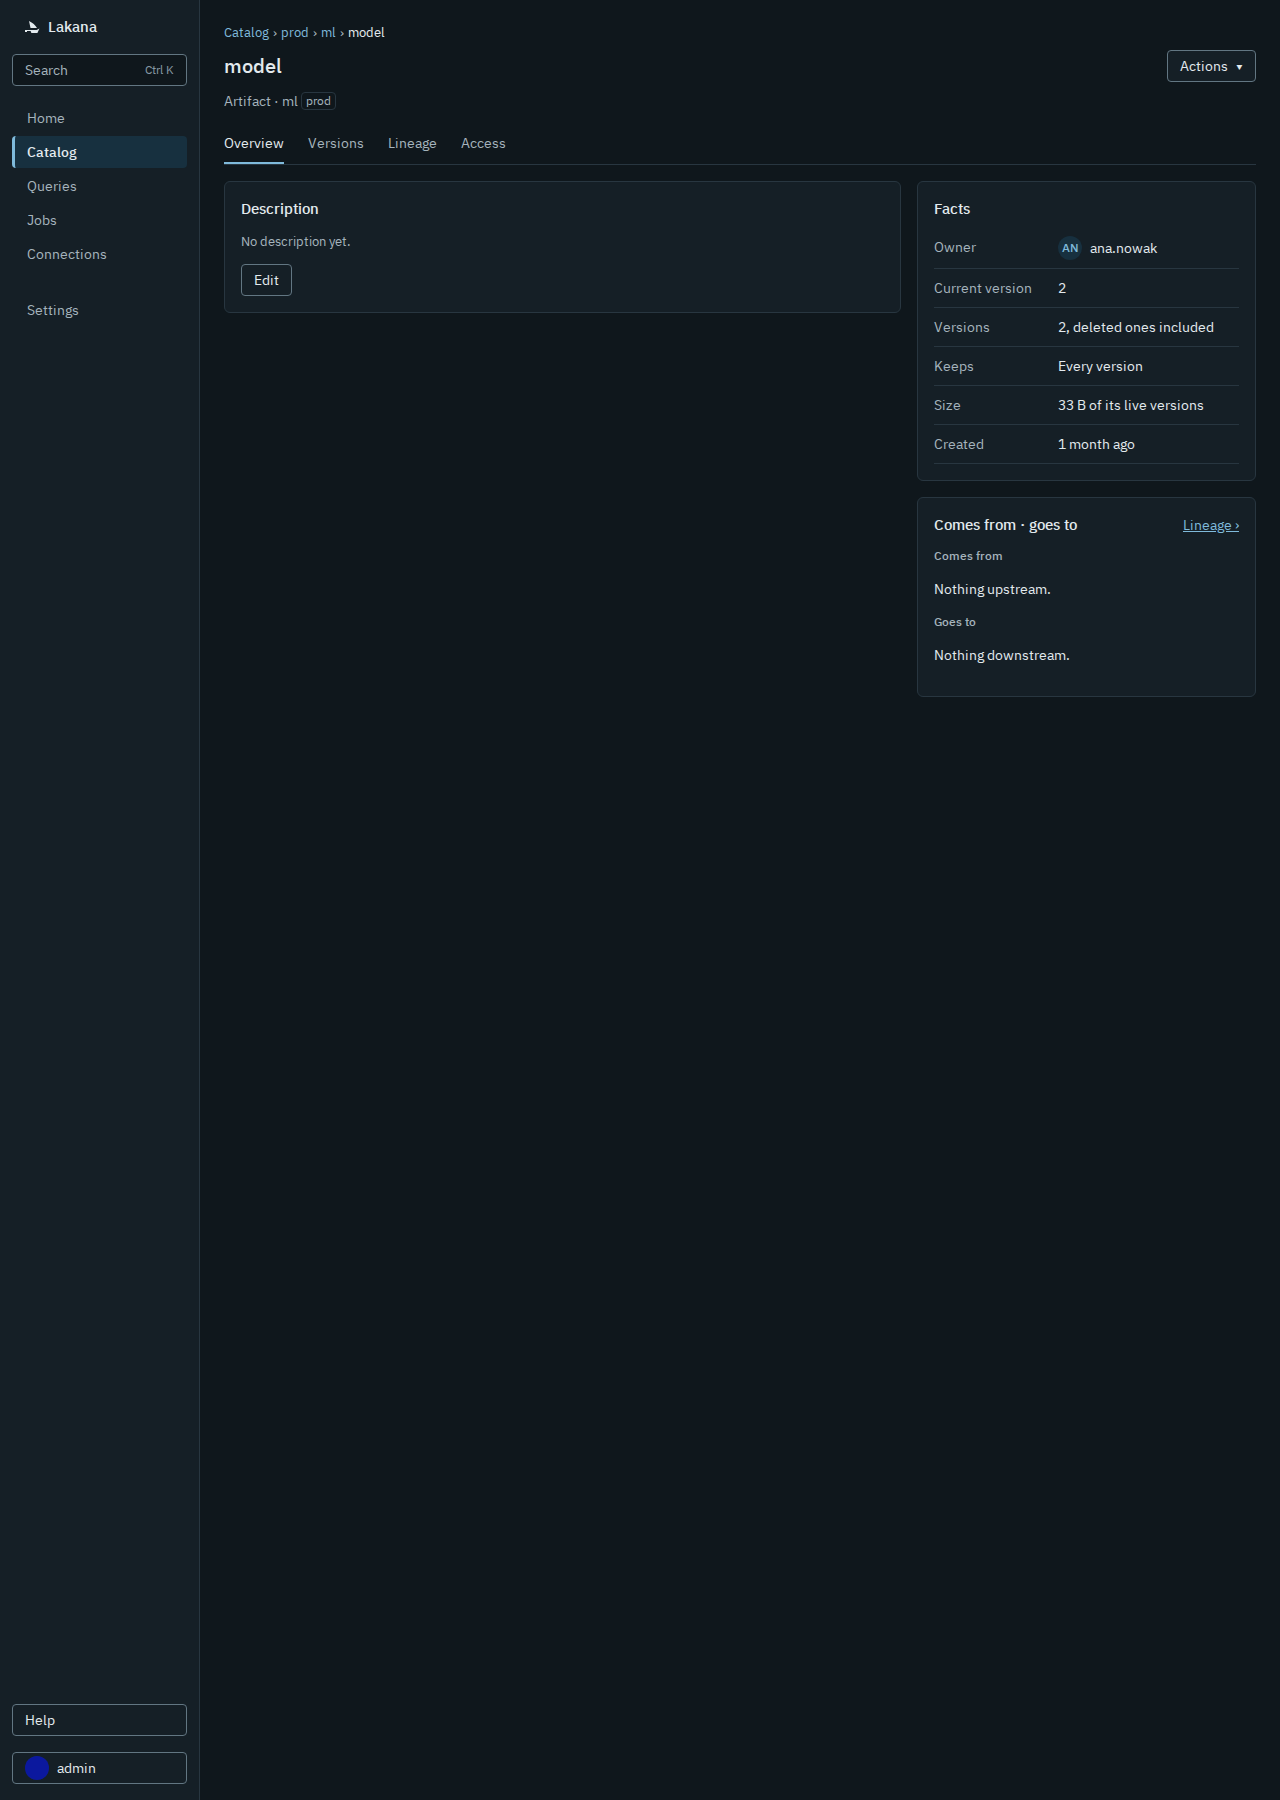 Lakana
Search Ctrl K
Home
Catalog
Queries
Jobs
Connections
Settings
Help
admin
Catalog › prod › ml › model
model
Actions ▾
Artifact · ml prod
Overview Versions Lineage Access
Description
No description yet.
Edit
Facts
Owner AN ana.nowak
Current version 2
Versions 2, deleted ones included
Keeps Every version
Size 33 B of its live versions
Created 1 month ago
Comes from · goes to Lineage ›
Comes from
Nothing upstream.
Goes to
Nothing downstream.